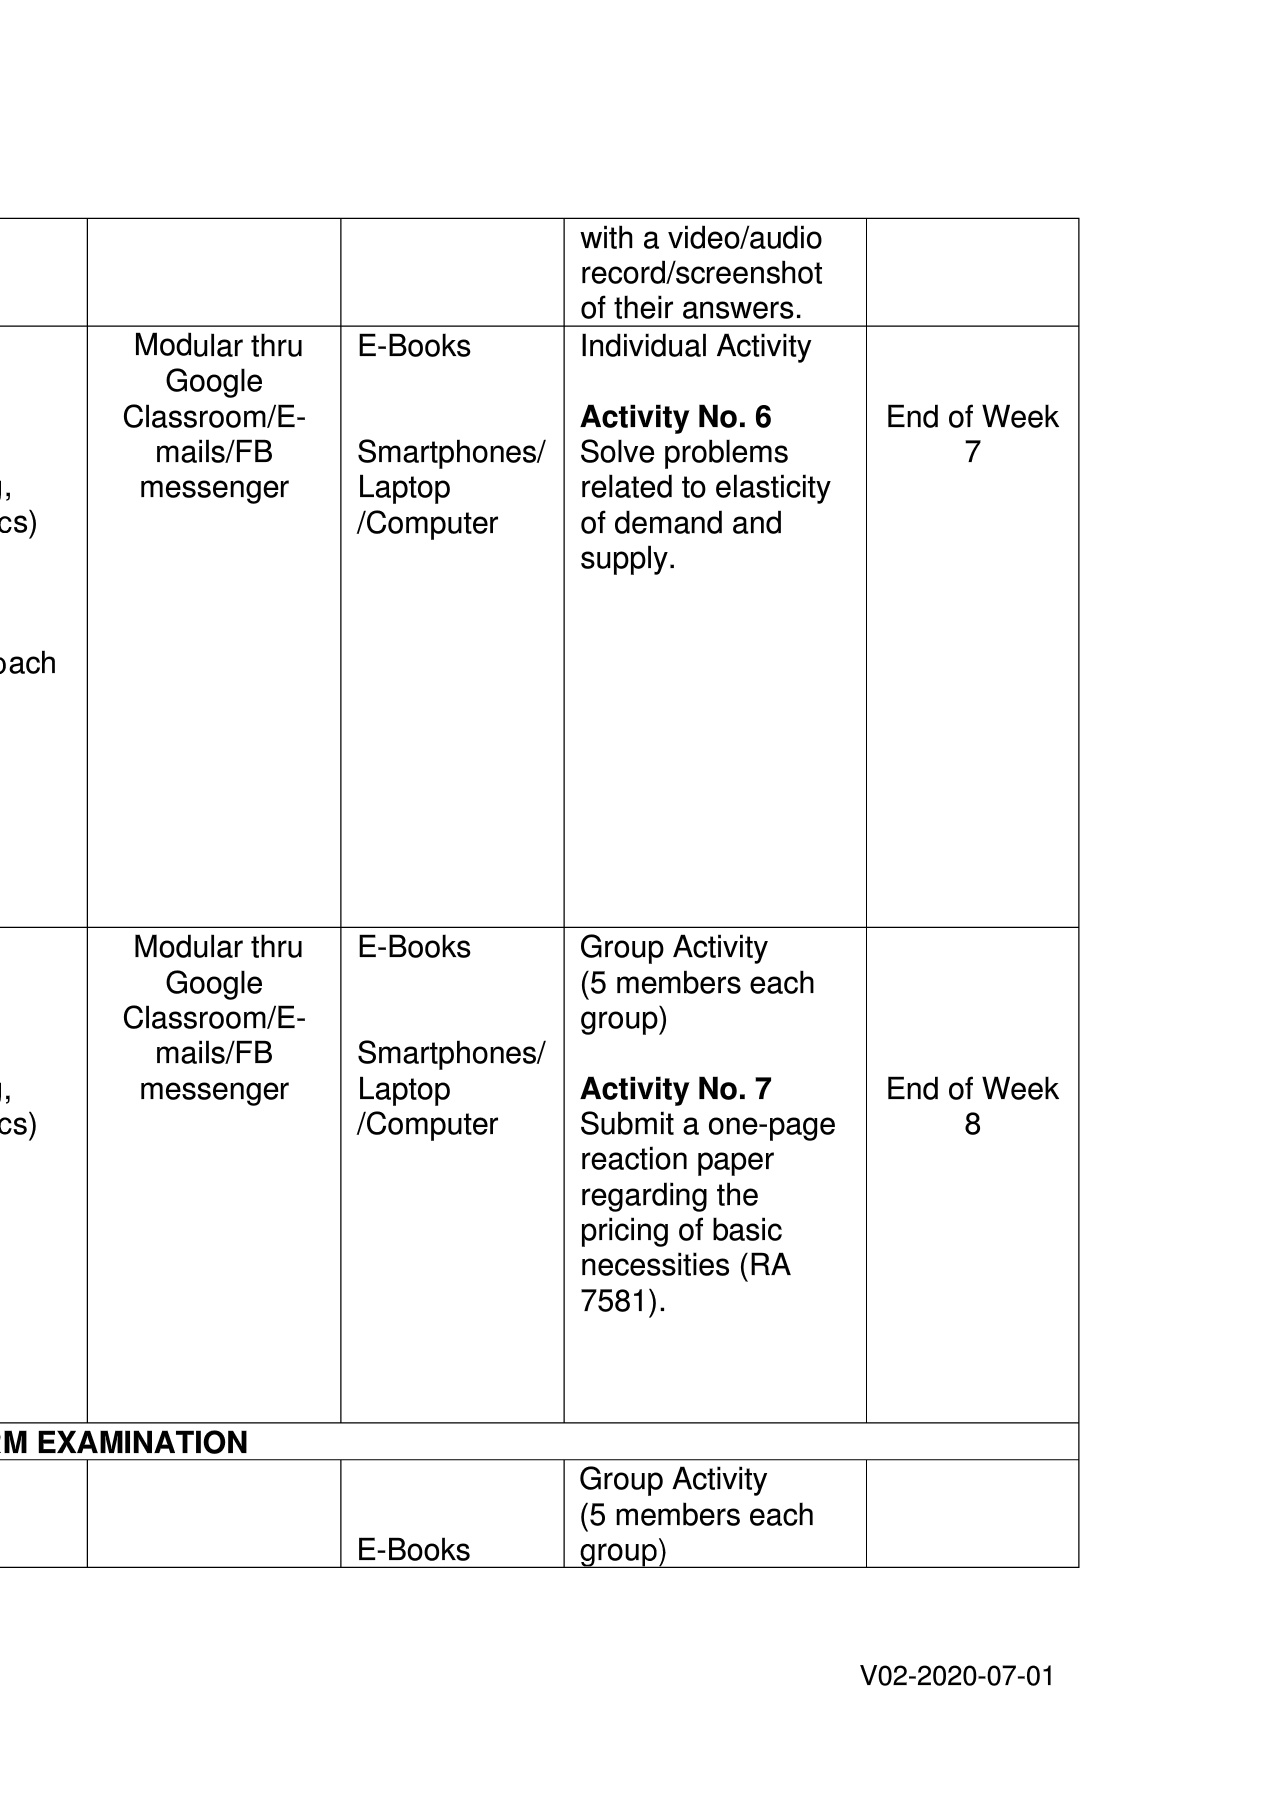 with a video/audio
record/screenshot
of their answers.
Modular thru
Google
Classroom/E-
mails/FB
messenger
E-Books
Smartphones/
Laptop
/Computer
Individual Activity
Activity No. 6
Solve problems
related to elasticity
of demand and
supply.
End of Week
7
,
cs)
oach
Modular thru
Google
Classroom/E-
mails/FB
messenger
E-Books
Smartphones/
Laptop
/Computer
Group Activity
(5 members each
group)
Activity No. 7
Submit a one-page
reaction paper
regarding the
pricing of basic
necessities (RA
7581).
End of Week
8
,
cs)
M EXAMINATION
E-Books
Group Activity
(5 members each
group)
V02-2020-07-01